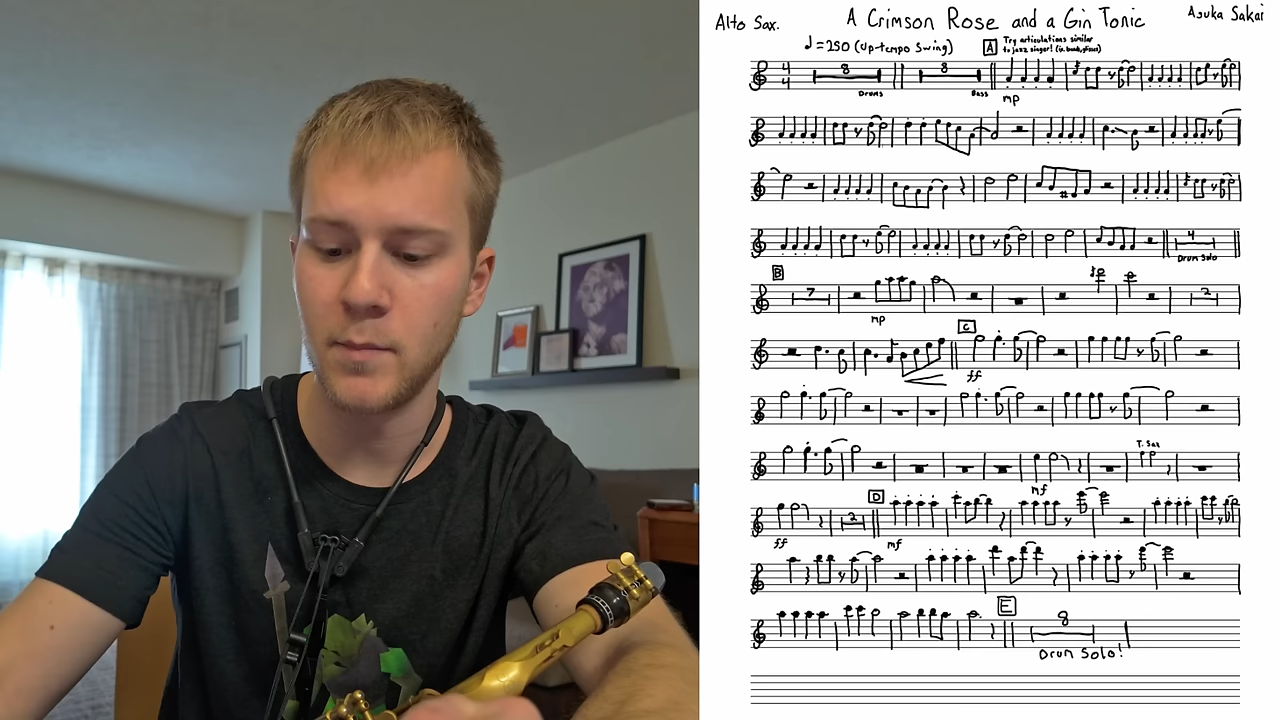 Alto Sax.
A Crimson Rose and a Gin Tonic
Asuka Sakai
♩=250 (Up-tempo Swing)
A
Try articulations similar
to jazz singer! (i.e. bends, glisses)
4
4
8
8
Drums
Bass
mp
4
Drum Solo
B
7
2
mp
C
ff
T. Sax
mf
D
2
ff
mf
E
8
Drum Solo!